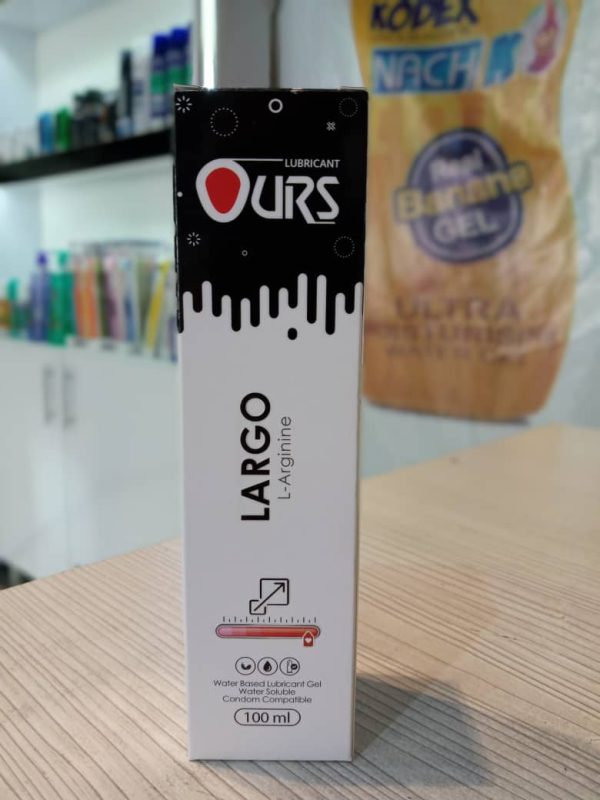 LUBRICANT
OURS
LARGO
L-Arginine
Water Based Lubricant Gel
Water Soluble
Condom Compatible
100 ml
KODEX
NACH K
Real
Banana
GEL
ULTRA
MOISTURISING